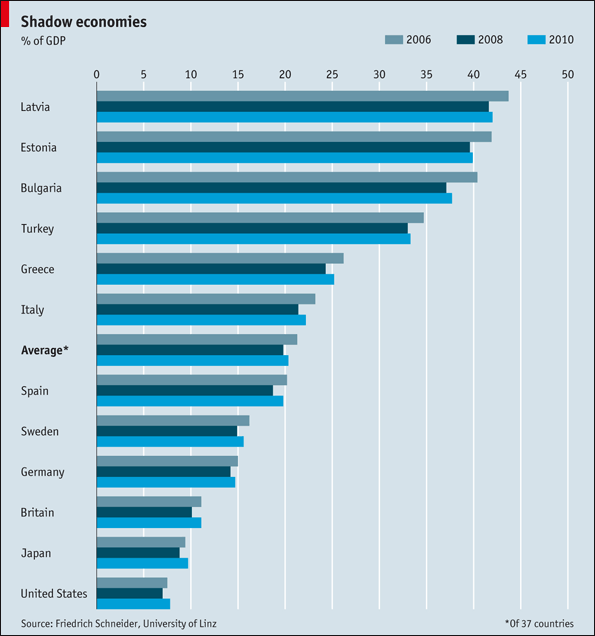 Shadow economies
% of GDP
2006 2008 2010
0 5 10 15 20 25 30 35 40 45 50
Latvia
Estonia
Bulgaria
Turkey
Greece
Italy
Average*
Spain
Sweden
Germany
Britain
Japan
United States
Source: Friedrich Schneider, University of Linz *Of 37 countries